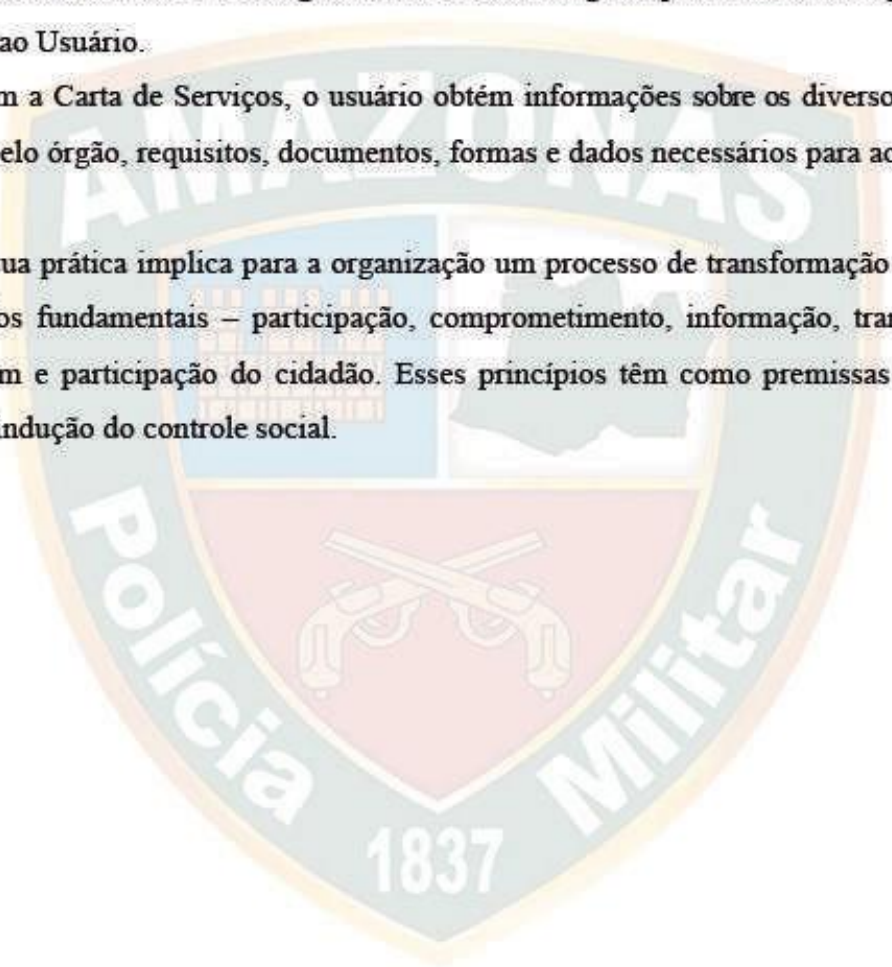 ao Usuário.
m a Carta de Serviços, o usuário obtém informações sobre os diverso
elo órgão, requisitos, documentos, formas e dados necessários para ac
ua prática implica para a organização um processo de transformação
os fundamentais – participação, comprometimento, informação, tran
m e participação do cidadão. Esses princípios têm como premissas
indução do controle social.
AMAZONAS
Polícia Militar
1837